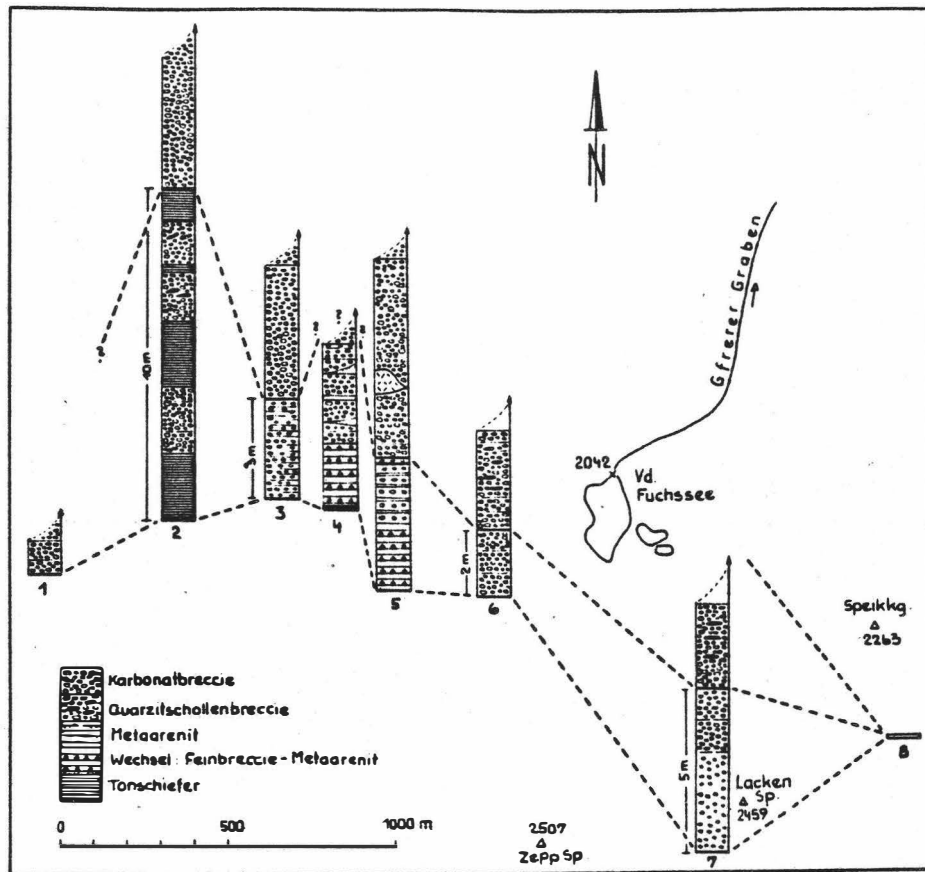 N
Gfrerer Graben
2042
Vd.
Fuchssee
?
10 m
3 m
?
?
?
2 m
1
2
3
4
5
6
Speikkg.
2263
5 m
8
Lacken
Sp.
2459
7
Karbonatbreccie
Quarzitschollenbreccie
Metaarenit
Wechsel: Feinbreccie - Metaarenit
Tonschiefer
0 500 1000 m
2507
Zepp Sp